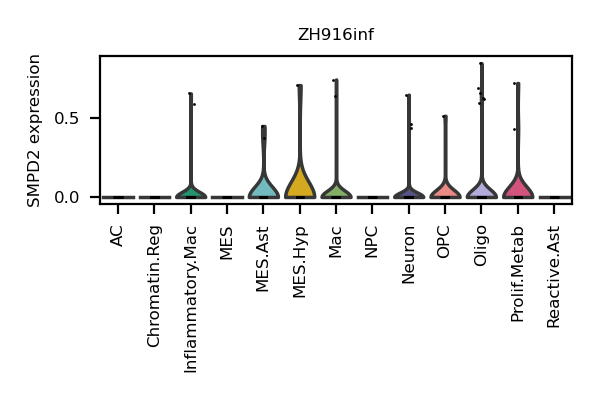 ZH916inf
SMPD2 expression
0.5
0.0
AC
Chromatin.Reg
Inflammatory.Mac
MES
MES.Ast
MES.Hyp
Mac
NPC
Neuron
OPC
Oligo
Prolif.Metab
Reactive.Ast